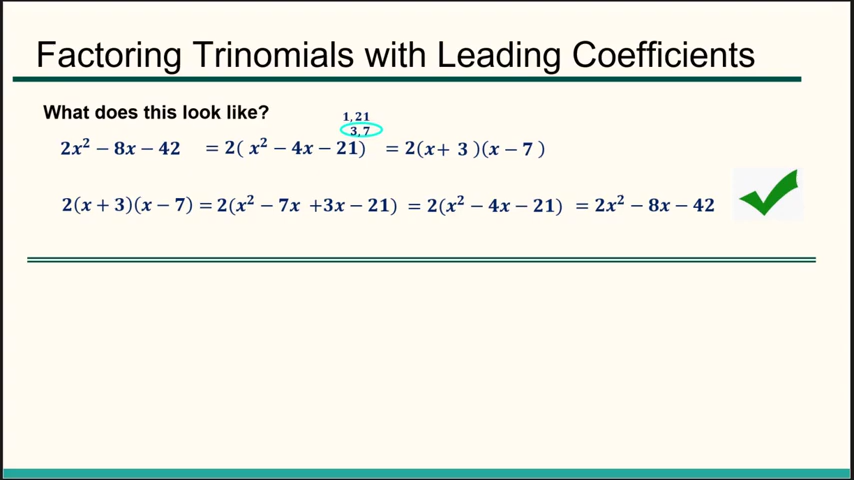 Factoring Trinomials with Leading Coefficients
What does this look like?
1, 21
3, 7
2x² − 8x − 42 = 2( x² − 4x − 21) = 2(x+ 3 )(x − 7 )
2(x + 3)(x − 7) = 2(x² − 7x +3x − 21) = 2(x² − 4x − 21) = 2x² − 8x − 42